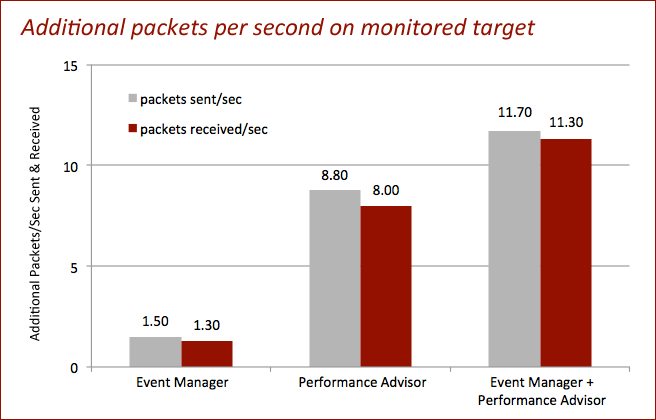 Additional packets per second on monitored target
15
packets sent/sec
packets received/sec
11.70
11.30
10
8.80
8.00
5
1.50
1.30
0
Additional Packets/Sec Sent & Received
Event Manager
Performance Advisor
Event Manager +
Performance Advisor